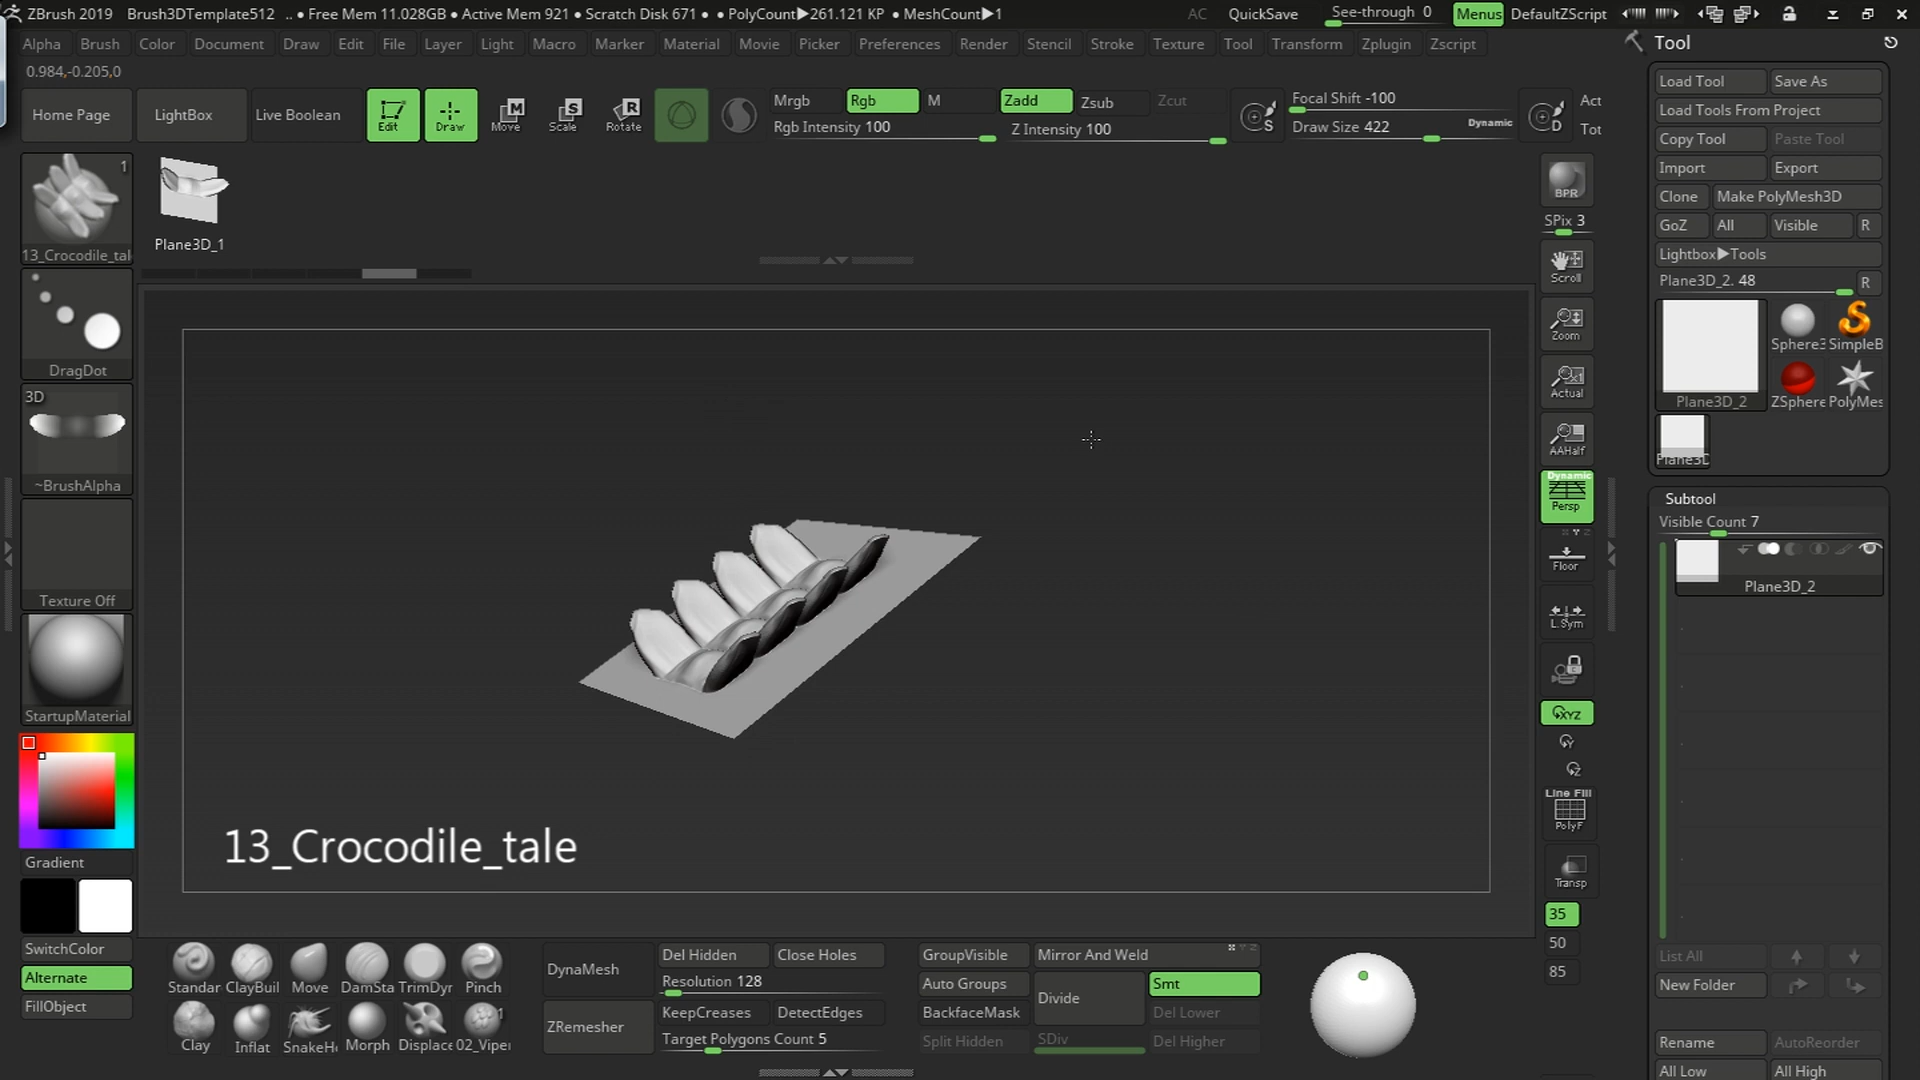 ZBrush 2019 Brush3DTemplate512 .. • Free Mem 11.028GB • Active Mem 921 • Scratch Disk 671 • • PolyCount▶261.121 KP • MeshCount▶1 AC QuickSave See-through 0 Menus DefaultZScript
Alpha Brush Color Document Draw Edit File Layer Light Macro Marker Material Movie Picker Preferences Render Stencil Stroke Texture Tool Transform Zplugin Zscript
0.984,-0.205,0
Home Page LightBox Live Boolean Edit Draw Move Scale Rotate
Mrgb Rgb M Zadd Zsub Zcut Focal Shift -100
Rgb Intensity 100 Z Intensity 100 Draw Size 422 Dynamic
Act
Tot
1
13_Crocodile_tal
Plane3D_1
DragDot
3D
~BrushAlpha
Texture Off
StartupMaterial
Gradient
SwitchColor
Alternate
FillObject
13_Crocodile_tale
BPR
SPix 3
Scroll
Zoom
Actual
AAHalf
Dynamic
Persp
Floor
L.Sym
XYZ
Y
Z
Line Fill
PolyF
Transp
35
50
85
Tool
Load Tool Save As
Load Tools From Project
Copy Tool Paste Tool
Import Export
Clone Make PolyMesh3D
GoZ All Visible R
Lightbox▶Tools
Plane3D_2. 48 R
Plane3D_2 Sphere3 SimpleB
ZSphere PolyMes
Plane3D
Subtool
Visible Count 7
Plane3D_2
List All
New Folder
Rename AutoReorder
All Low All High
Standar ClayBuil Move DamSta TrimDyr Pinch
Clay Inflat SnakeHo Morph Displace 02_Viper
1
DynaMesh
ZRemesher
Del Hidden Close Holes
Resolution 128
KeepCreases DetectEdges
Target Polygons Count 5
GroupVisible Mirror And Weld
Auto Groups Divide Smt
BackfaceMask Del Lower
Split Hidden SDiv Del Higher